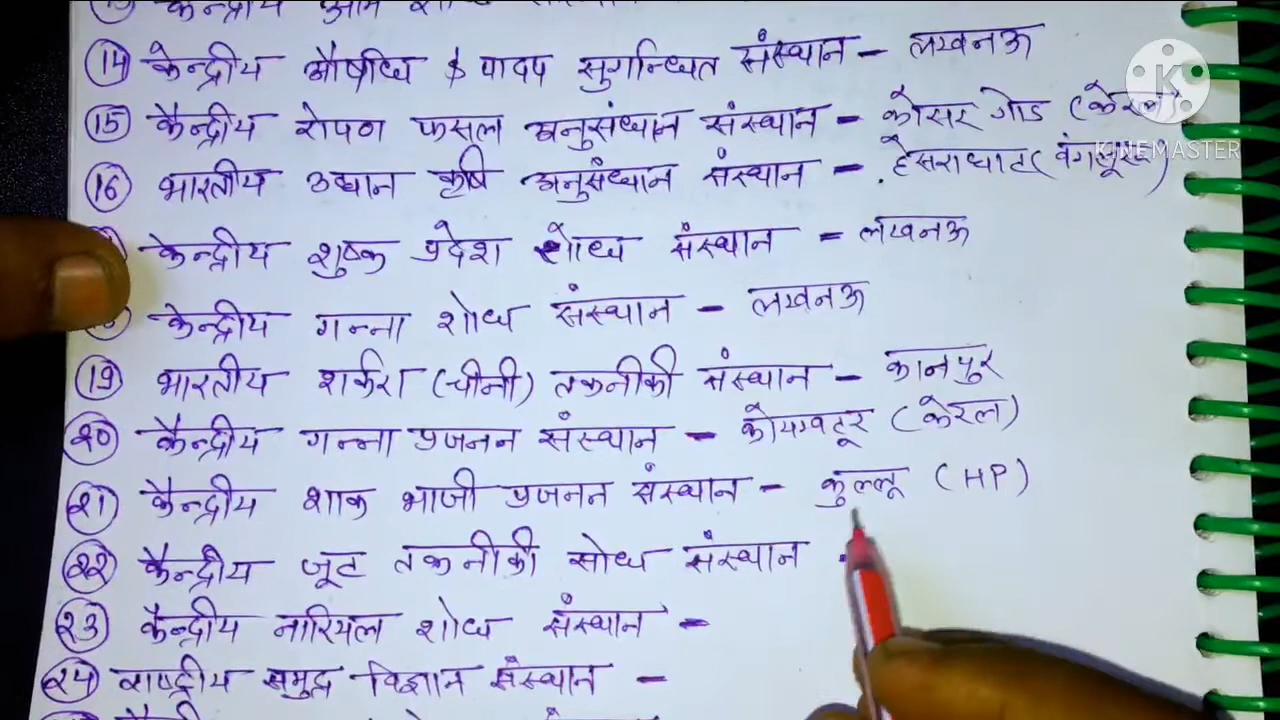 केन्द्रीय आम शोध
(14) केन्द्रीय औषधि & पादप सुगन्धित संस्थान - लखनऊ
(15) कैन्द्रीय रोपण फसल अनुसंधान संस्थान - कोसर गोड (केरल)
(16) भारतीय उद्यान कृषि अनुसंधान संस्थान - हैसराघाट (बंगलूरू)
केन्द्रीय शुष्क प्रदेश शोध संस्थान - लखनऊ
केन्द्रीय गन्ना शोध संस्थान - लखनऊ
(19) भारतीय शर्करा (चीनी) तकनीकी संस्थान - कानपुर
(20) कैन्द्रीय गन्ना प्रजनन संस्थान - कोयम्बटूर (केरल)
(21) कैन्द्रीय शाक भाजी प्रजनन संस्थान - कुल्लू (HP)
(22) कैन्द्रीय जूट तकनीकी सोध संस्थान -
(23) कैन्द्रीय नारियल शोध संस्थान -
(24) राष्ट्रीय समुद्र विज्ञान संस्थान -
K
KINEMASTER